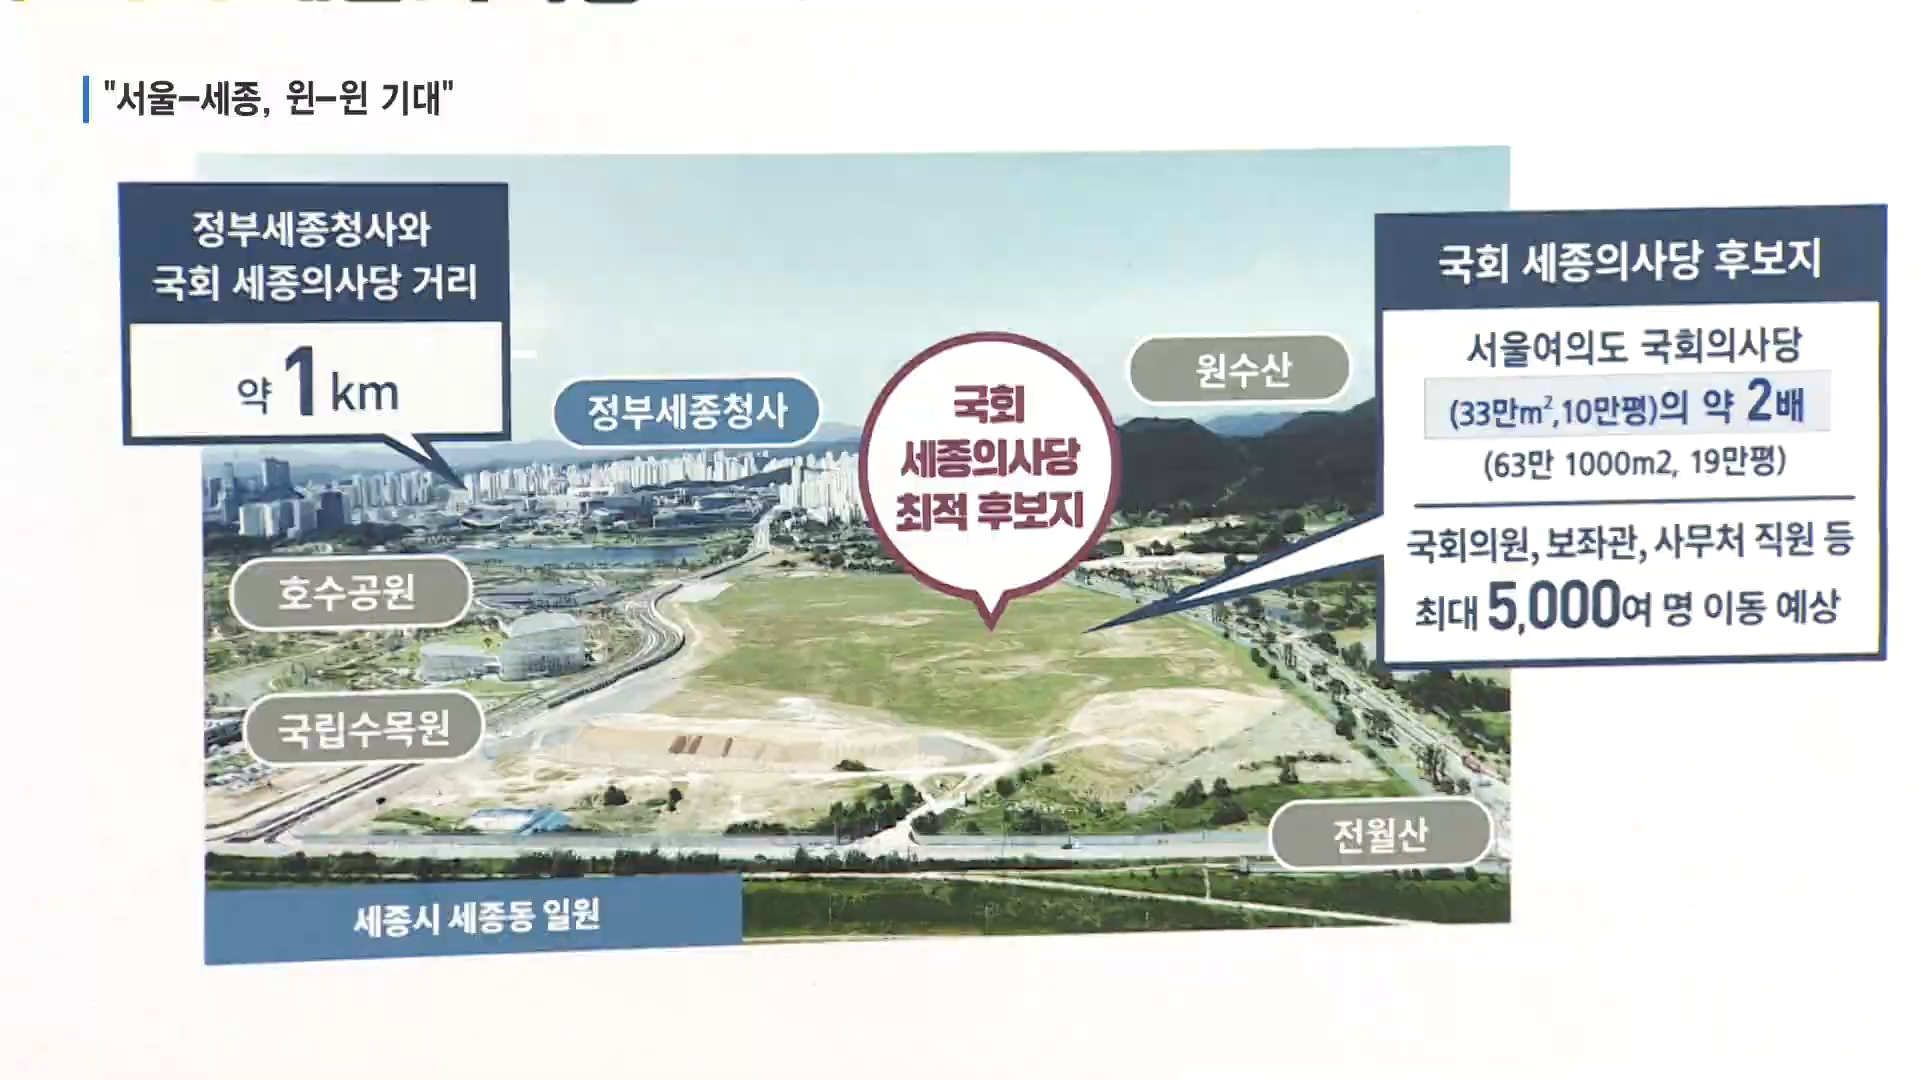 "서울-세종, 윈-윈 기대"
정부세종청사와
국회 세종의사당 거리
약 1km
정부세종청사
국회
세종의사당
최적 후보지
원수산
국회 세종의사당 후보지
서울여의도 국회의사당
(33만m²,10만평)의 약 2배
(63만 1000m2, 19만평)
국회의원, 보좌관, 사무처 직원 등
최대 5,000여 명 이동 예상
호수공원
국립수목원
전월산
세종시 세종동 일원